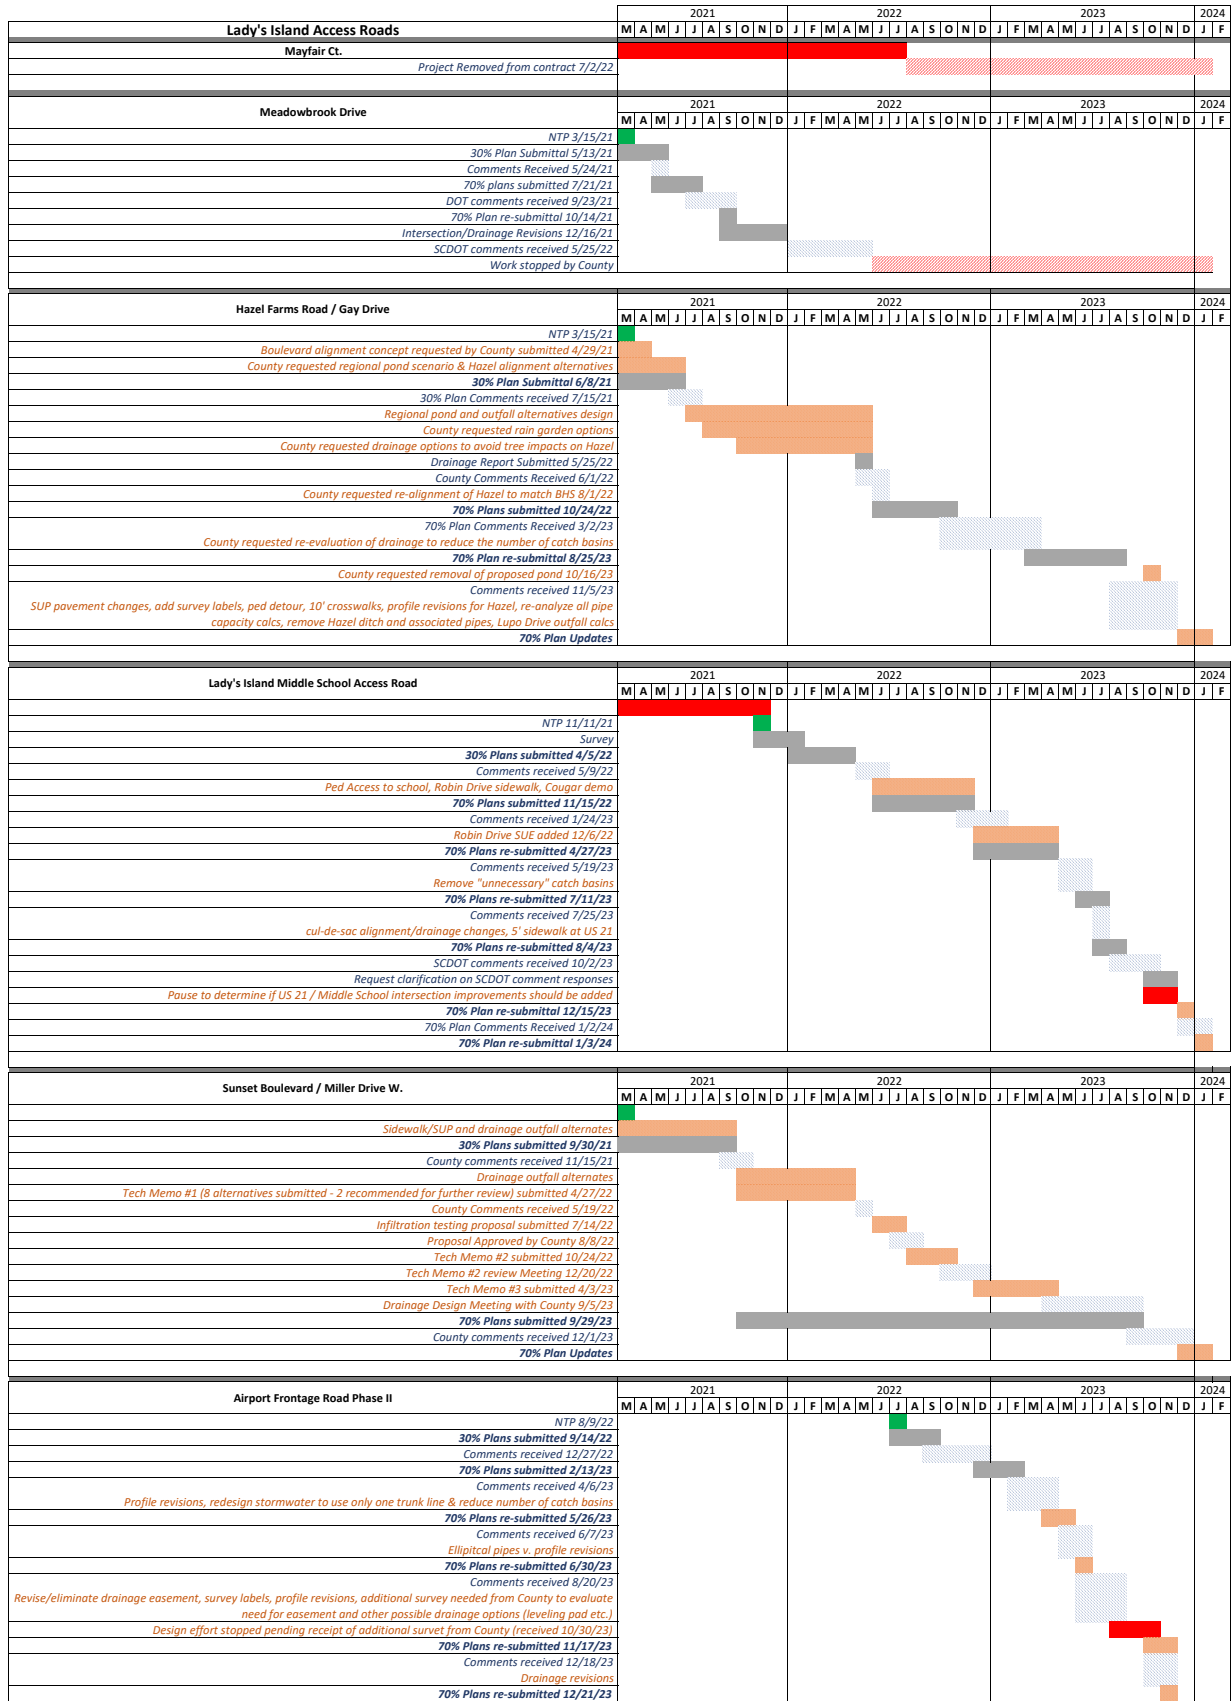 2021 2022 2023 2024
Lady's Island Access Roads M A M J J A S O N D J F M A M J J A S O N D J F M A M J J A S O N D J F
Mayfair Ct.
Project Removed from contract 7/2/22
2021 2022 2023 2024
Meadowbrook Drive
M A M J J A S O N D J F M A M J J A S O N D J F M A M J J A S O N D J F
NTP 3/15/21
30% Plan Submittal 5/13/21
Comments Received 5/24/21
70% plans submitted 7/21/21
DOT comments received 9/23/21
70% Plan re-submittal 10/14/21
Intersection/Drainage Revisions 12/16/21
SCDOT comments received 5/25/22
Work stopped by County
2021 2022 2023 2024
Hazel Farms Road / Gay Drive
M A M J J A S O N D J F M A M J J A S O N D J F M A M J J A S O N D J F
NTP 3/15/21
Boulevard alignment concept requested by County submitted 4/29/21
County requested regional pond scenario & Hazel alignment alternatives
30% Plan Submittal 6/8/21
30% Plan Comments received 7/15/21
Regional pond and outfall alternatives design
County requested rain garden options
County requested drainage options to avoid tree impacts on Hazel
Drainage Report Submitted 5/25/22
County Comments Received 6/1/22
County requested re-alignment of Hazel to match BHS 8/1/22
70% Plans submitted 10/24/22
70% Plan Comments Received 3/2/23
County requested re-evaluation of drainage to reduce the number of catch basins
70% Plan re-submittal 8/25/23
County requested removal of proposed pond 10/16/23
Comments received 11/5/23
SUP pavement changes, add survey labels, ped detour, 10' crosswalks, profile revisions for Hazel, re-analyze all pipe
capacity calcs, remove Hazel ditch and associated pipes, Lupo Drive outfall calcs
70% Plan Updates
2021 2022 2023 2024
Lady's Island Middle School Access Road
M A M J J A S O N D J F M A M J J A S O N D J F M A M J J A S O N D J F
NTP 11/11/21
Survey
30% Plans submitted 4/5/22
Comments received 5/9/22
Ped Access to school, Robin Drive sidewalk, Cougar demo
70% Plans submitted 11/15/22
Comments received 1/24/23
Robin Drive SUE added 12/6/22
70% Plans re-submitted 4/27/23
Comments received 5/19/23
Remove "unnecessary" catch basins
70% Plans re-submitted 7/11/23
Comments received 7/25/23
cul-de-sac alignment/drainage changes, 5' sidewalk at US 21
70% Plans re-submitted 8/4/23
SCDOT comments received 10/2/23
Request clarification on SCDOT comment responses
Pause to determine if US 21 / Middle School intersection improvements should be added
70% Plan re-submittal 12/15/23
70% Plan Comments Received 1/2/24
70% Plan re-submittal 1/3/24
2021 2022 2023 2024
Sunset Boulevard / Miller Drive W.
M A M J J A S O N D J F M A M J J A S O N D J F M A M J J A S O N D J F
Sidewalk/SUP and drainage outfall alternates
30% Plans submitted 9/30/21
County comments received 11/15/21
Drainage outfall alternates
Tech Memo #1 (8 alternatives submitted - 2 recommended for further review) submitted 4/27/22
County Comments received 5/19/22
Infiltration testing proposal submitted 7/14/22
Proposal Approved by County 8/8/22
Tech Memo #2 submitted 10/24/22
Tech Memo #2 review Meeting 12/20/22
Tech Memo #3 submitted 4/3/23
Drainage Design Meeting with County 9/5/23
70% Plans submitted 9/29/23
County comments received 12/1/23
70% Plan Updates
2021 2022 2023 2024
Airport Frontage Road Phase II
M A M J J A S O N D J F M A M J J A S O N D J F M A M J J A S O N D J F
NTP 8/9/22
30% Plans submitted 9/14/22
Comments received 12/27/22
70% Plans submitted 2/13/23
Comments received 4/6/23
Profile revisions, redesign stormwater to use only one trunk line & reduce number of catch basins
70% Plans re-submitted 5/26/23
Comments received 6/7/23
Ellipitcal pipes v. profile revisions
70% Plans re-submitted 6/30/23
Comments received 8/20/23
Revise/eliminate drainage easement, survey labels, profile revisions, additional survey needed from County to evaluate
need for easement and other possible drainage options (leveling pad etc.)
Design effort stopped pending receipt of additional survet from County (received 10/30/23)
70% Plans re-submitted 11/17/23
Comments received 12/18/23
Drainage revisions
70% Plans re-submitted 12/21/23